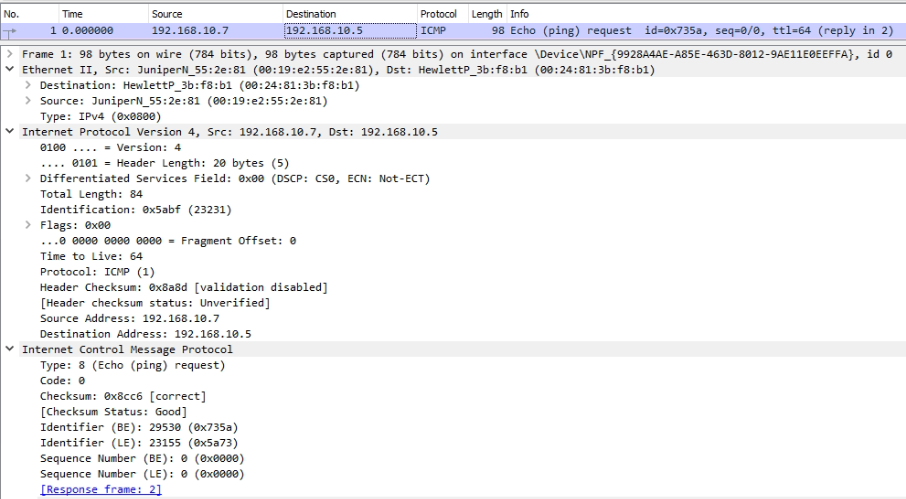 No. Time Source Destination Protocol Length Info
1 0.000000 192.168.10.7 192.168.10.5 ICMP 98 Echo (ping) request id=0x735a, seq=0/0, ttl=64 (reply in 2)
Frame 1: 98 bytes on wire (784 bits), 98 bytes captured (784 bits) on interface \Device\NPF_{9928A4AE-A85E-463D-8012-9AE11E0EEFFA}, id 0
Ethernet II, Src: JuniperN_55:2e:81 (00:19:e2:55:2e:81), Dst: HewlettP_3b:f8:b1 (00:24:81:3b:f8:b1)
Destination: HewlettP_3b:f8:b1 (00:24:81:3b:f8:b1)
Source: JuniperN_55:2e:81 (00:19:e2:55:2e:81)
Type: IPv4 (0x0800)
Internet Protocol Version 4, Src: 192.168.10.7, Dst: 192.168.10.5
0100 .... = Version: 4
.... 0101 = Header Length: 20 bytes (5)
Differentiated Services Field: 0x00 (DSCP: CS0, ECN: Not-ECT)
Total Length: 84
Identification: 0x5abf (23231)
Flags: 0x00
...0 0000 0000 0000 = Fragment Offset: 0
Time to Live: 64
Protocol: ICMP (1)
Header Checksum: 0x8a8d [validation disabled]
[Header checksum status: Unverified]
Source Address: 192.168.10.7
Destination Address: 192.168.10.5
Internet Control Message Protocol
Type: 8 (Echo (ping) request)
Code: 0
Checksum: 0x8cc6 [correct]
[Checksum Status: Good]
Identifier (BE): 29530 (0x735a)
Identifier (LE): 23155 (0x5a73)
Sequence Number (BE): 0 (0x0000)
Sequence Number (LE): 0 (0x0000)
[Response frame: 2]